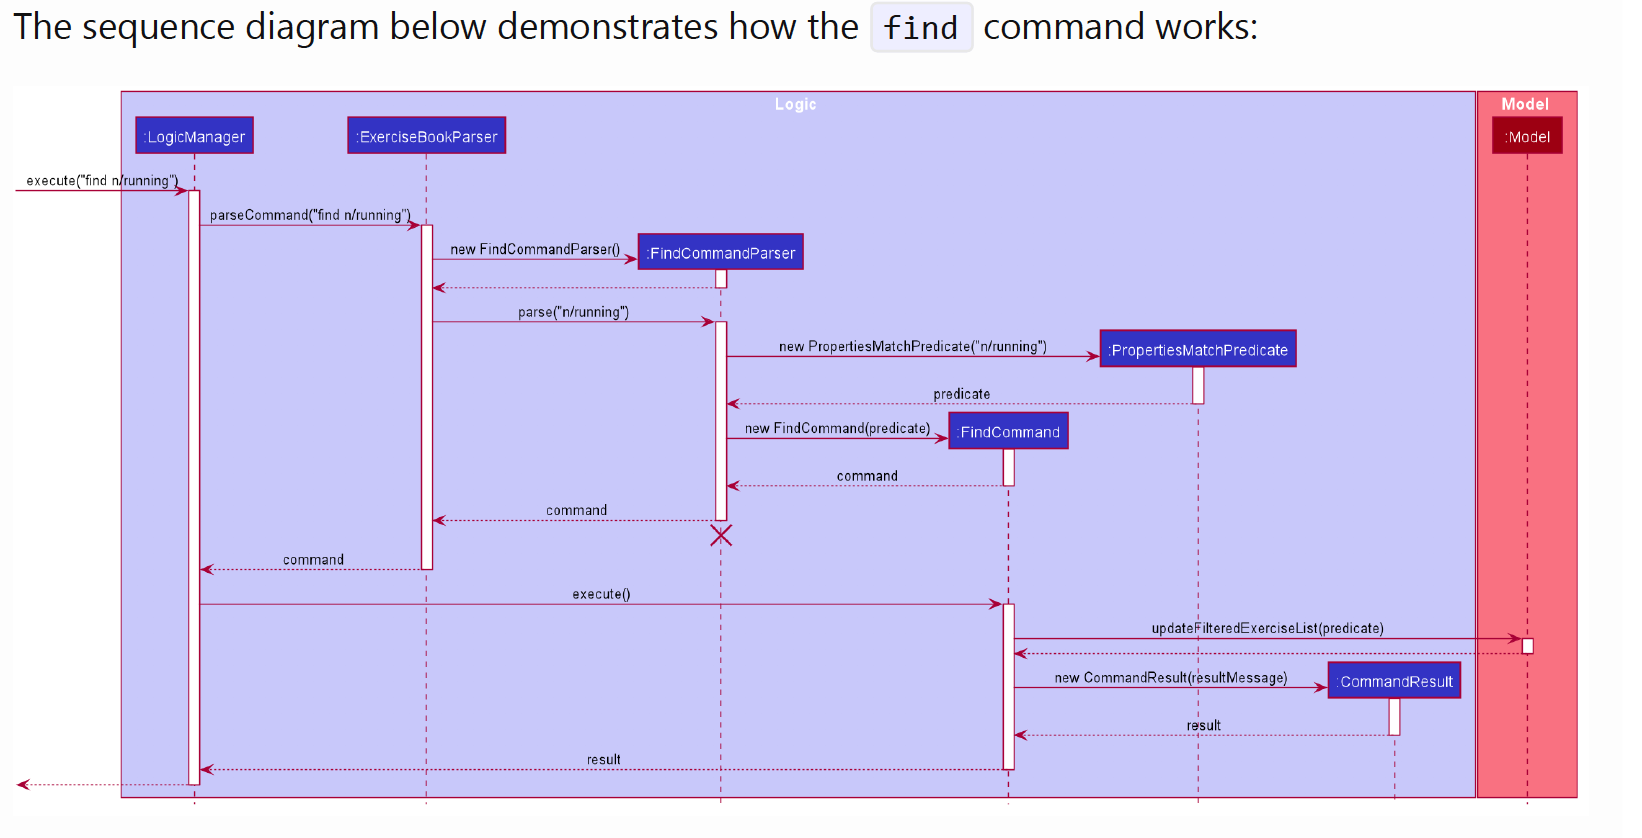 The sequence diagram below demonstrates how the find command works:
Logic
Model
:LogicManager
:ExerciseBookParser
:Model
execute("find n/running")
parseCommand("find n/running")
new FindCommandParser()
:FindCommandParser
parse("n/running")
new PropertiesMatchPredicate("n/running")
:PropertiesMatchPredicate
predicate
new FindCommand(predicate)
:FindCommand
command
command
command
execute()
updateFilteredExerciseList(predicate)
new CommandResult(resultMessage)
:CommandResult
result
result